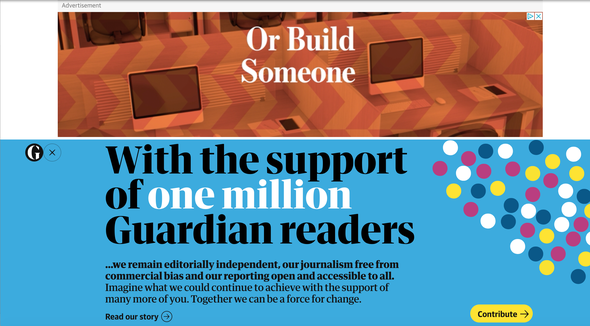 Advertisement
Or Build
Someone
G
With the support
of one million
Guardian readers
...we remain editorially independent, our journalism free from
commercial bias and our reporting open and accessible to all.
Imagine what we could continue to achieve with the support of
many more of you. Together we can be a force for change.
Read our story
Contribute